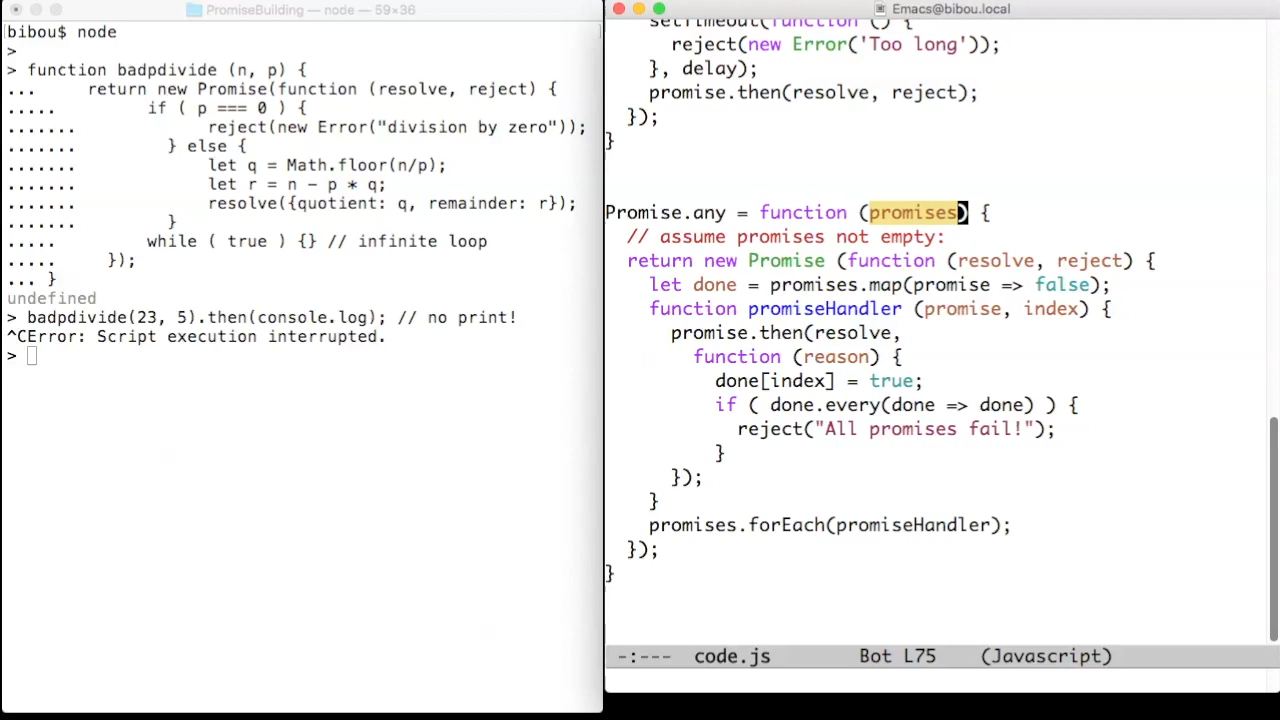 PromiseBuilding — node — 59×36
bibou$ node
>
> function badpdivide (n, p) {
...     return new Promise(function (resolve, reject) {
.....         if ( p === 0 ) {
.......             reject(new Error("division by zero"));
.......         } else {
.......             let q = Math.floor(n/p);
.......             let r = n - p * q;
.......             resolve({quotient: q, remainder: r});
.......         }
.....         while ( true ) {} // infinite loop
.....     });
... }
undefined
> badpdivide(23, 5).then(console.log); // no print!
^CError: Script execution interrupted.
>
Emacs@bibou.local
    setTimeout(function () {
      reject(new Error('Too long'));
    }, delay);
    promise.then(resolve, reject);
  });
}
Promise.any = function (promises) {
  // assume promises not empty:
  return new Promise (function (resolve, reject) {
    let done = promises.map(promise => false);
    function promiseHandler (promise, index) {
      promise.then(resolve,
        function (reason) {
          done[index] = true;
          if ( done.every(done => done) ) {
            reject("All promises fail!");
          }
      });
    }
    promises.forEach(promiseHandler);
  });
}
-:--- code.js Bot L75 (Javascript)